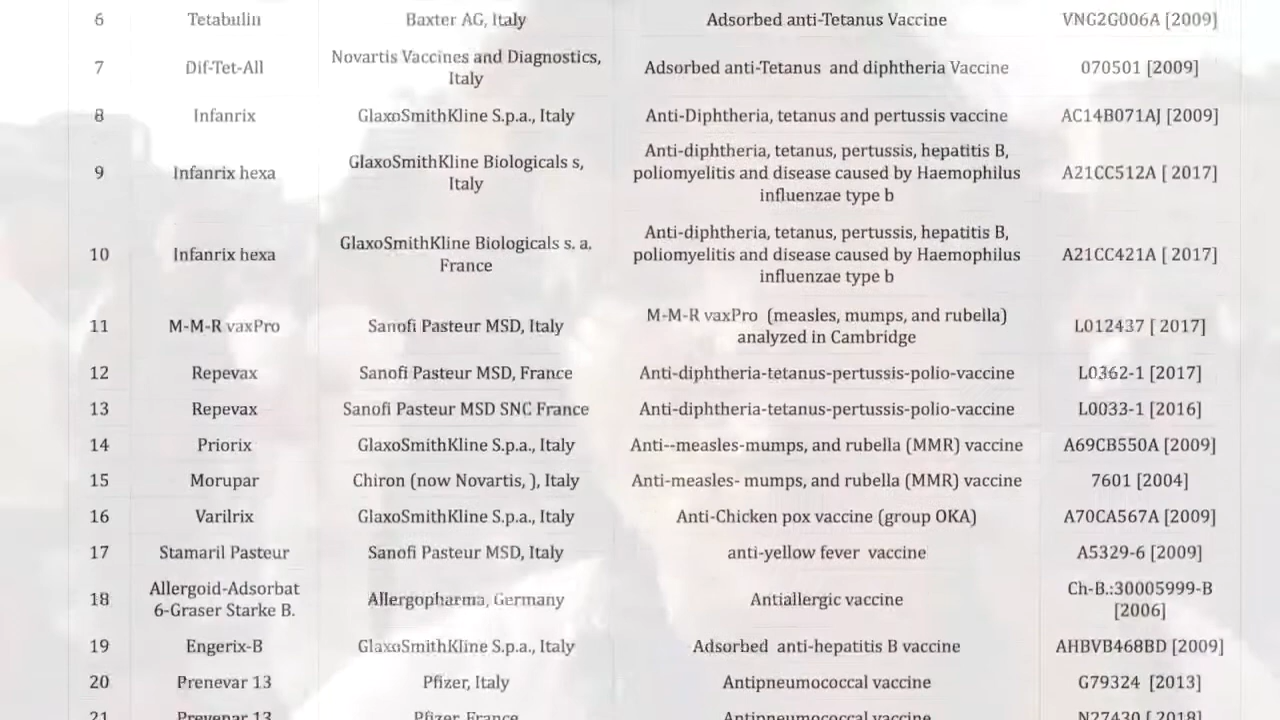 6 Tetabulin Baxter AG, Italy Adsorbed anti-Tetanus Vaccine VNG2G006A [2009]
7 Dif-Tet-All Novartis Vaccines and Diagnostics,
Italy Adsorbed anti-Tetanus and diphtheria Vaccine 070501 [2009]
8 Infanrix GlaxoSmithKline S.p.a., Italy Anti-Diphtheria, tetanus and pertussis vaccine AC14B071AJ [2009]
9 Infanrix hexa GlaxoSmithKline Biologicals s,
Italy Anti-diphtheria, tetanus, pertussis, hepatitis B,
poliomyelitis and disease caused by Haemophilus
influenzae type b A21CC512A [ 2017]
10 Infanrix hexa GlaxoSmithKline Biologicals s. a.
France Anti-diphtheria, tetanus, pertussis, hepatitis B,
poliomyelitis and disease caused by Haemophilus
influenzae type b A21CC421A [ 2017]
11 M-M-R vaxPro Sanofi Pasteur MSD, Italy M-M-R vaxPro (measles, mumps, and rubella)
analyzed in Cambridge L012437 [ 2017]
12 Repevax Sanofi Pasteur MSD, France Anti-diphtheria-tetanus-pertussis-polio-vaccine L0362-1 [2017]
13 Repevax Sanofi Pasteur MSD SNC France Anti-diphtheria-tetanus-pertussis-polio-vaccine L0033-1 [2016]
14 Priorix GlaxoSmithKline S.p.a., Italy Anti--measles-mumps, and rubella (MMR) vaccine A69CB550A [2009]
15 Morupar Chiron (now Novartis, ), Italy Anti-measles- mumps, and rubella (MMR) vaccine 7601 [2004]
16 Varilrix GlaxoSmithKline S.p.a., Italy Anti-Chicken pox vaccine (group OKA) A70CA567A [2009]
17 Stamaril Pasteur Sanofi Pasteur MSD, Italy anti-yellow fever vaccine A5329-6 [2009]
18 Allergoid-Adsorbat
6-Graser Starke B. Allergopharma, Germany Antiallergic vaccine Ch-B.:30005999-B
[2006]
19 Engerix-B GlaxoSmithKline S.p.a., Italy Adsorbed anti-hepatitis B vaccine AHBVB468BD [2009]
20 Prenevar 13 Pfizer, Italy Antipneumococcal vaccine G79324 [2013]
21 Prevenar 13 Pfizer, France Antipneumococcal vaccine N27430 [2018]